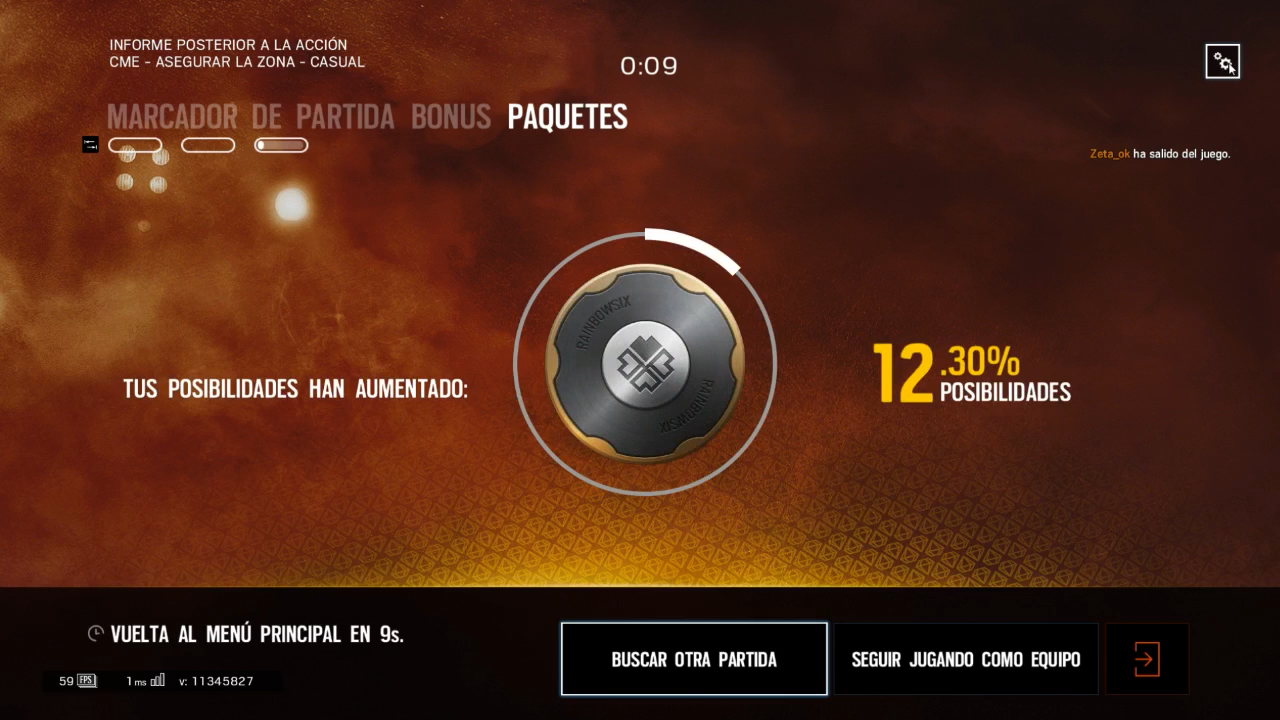 INFORME POSTERIOR A LA ACCIÓN
CME - ASEGURAR LA ZONA - CASUAL
0:09
MARCADOR DE PARTIDA BONUS PAQUETES
Zeta_ok ha salido del juego.
RAINBOWSIX
RAINBOWSIX
TUS POSIBILIDADES HAN AUMENTADO:
12.30%
POSIBILIDADES
VUELTA AL MENÚ PRINCIPAL EN 9s.
BUSCAR OTRA PARTIDA
SEGUIR JUGANDO COMO EQUIPO
59 FPS 1 ms v: 11345827